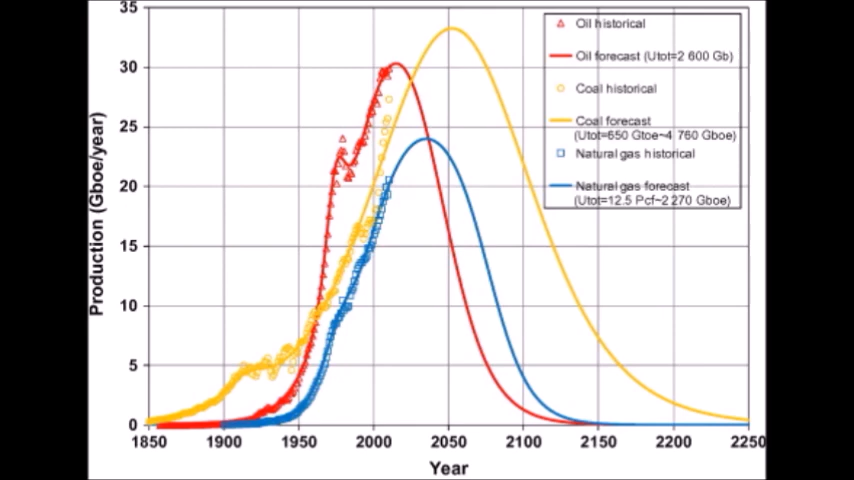 35
30
25
20
15
10
5
0
Production (Gboe/year)
1850 1900 1950 2000 2050 2100 2150 2200 2250
Year
Oil historical
Oil forecast (Utot=2 600 Gb)
Coal historical
Coal forecast
(Utot=650 Gtoe~4 760 Gboe)
Natural gas historical
Natural gas forecast
(Utot=12.5 Pcf~2 270 Gboe)